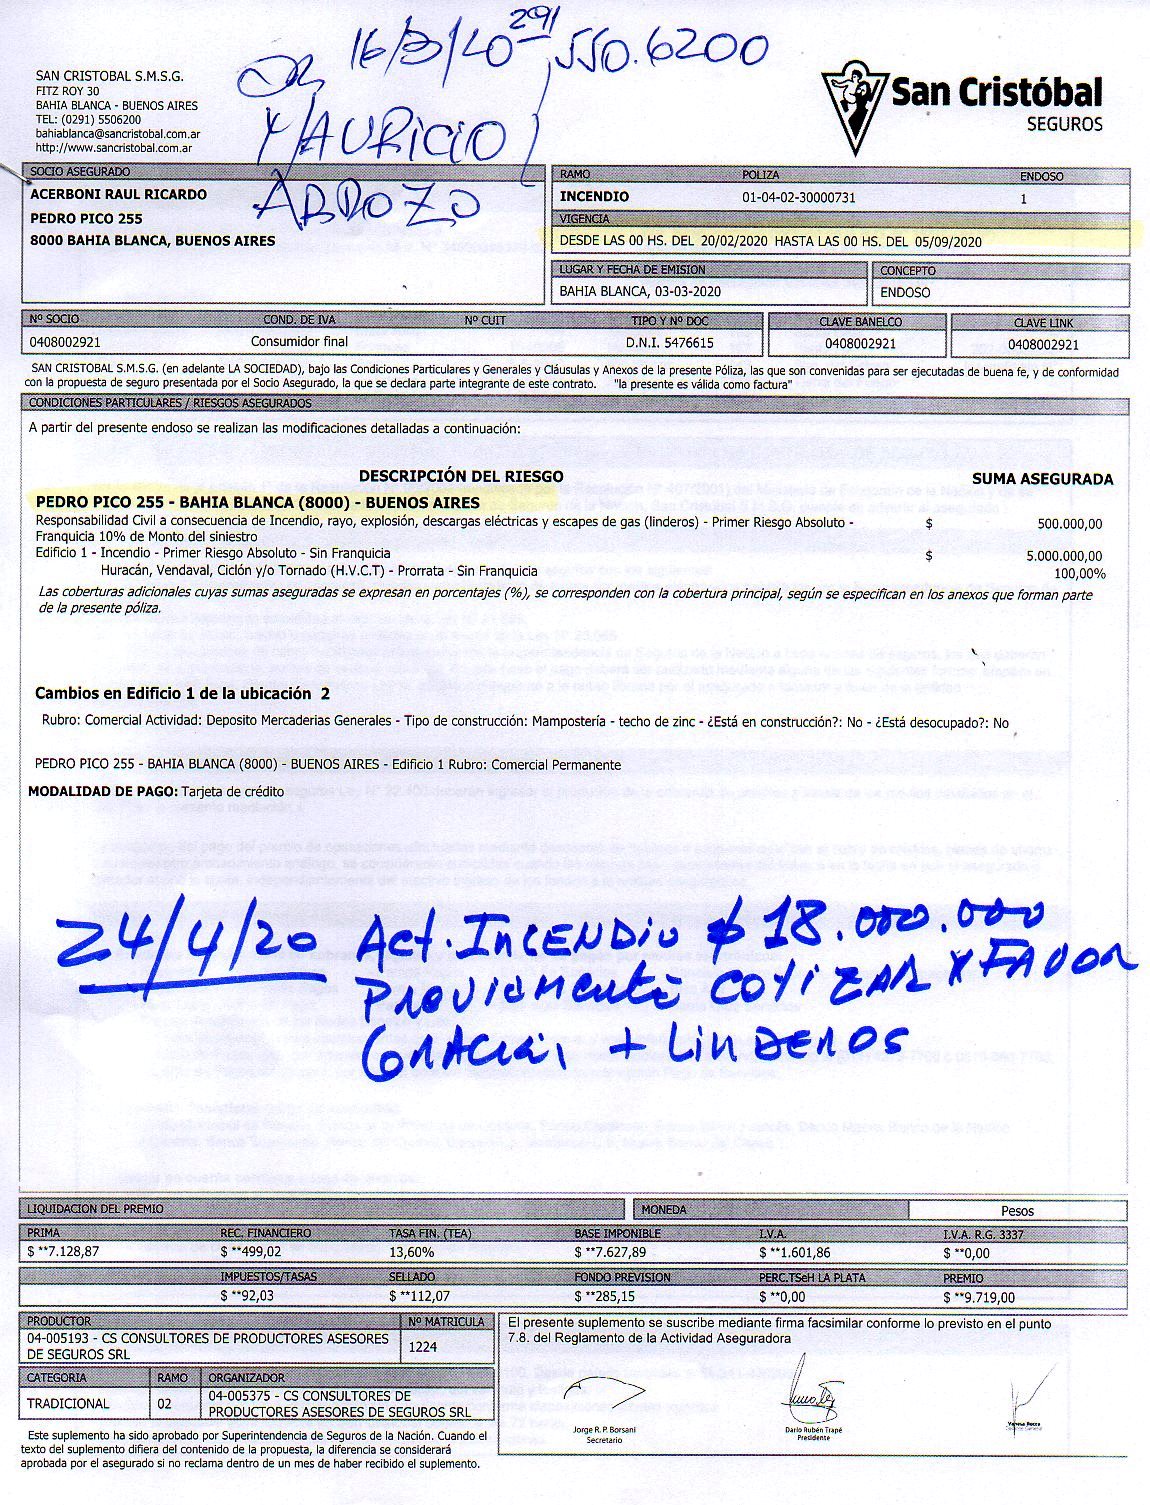 16/3/20 291 550.6200
MAURICIO
ABROZO
SAN CRISTOBAL S.M.S.G.
FITZ ROY 30
BAHIA BLANCA - BUENOS AIRES
TEL: (0291) 5506200
bahiablanca@sancristobal.com.ar
http://www.sancristobal.com.ar
San Cristóbal
SEGUROS
SOCIO ASEGURADO
ACERBONI RAUL RICARDO
PEDRO PICO 255
8000 BAHIA BLANCA, BUENOS AIRES
RAMO POLIZA ENDOSO
INCENDIO 01-04-02-30000731 1
VIGENCIA
DESDE LAS 00 HS. DEL 20/02/2020 HASTA LAS 00 HS. DEL 05/09/2020
LUGAR Y FECHA DE EMISION CONCEPTO
BAHIA BLANCA, 03-03-2020 ENDOSO
Nº SOCIO COND. DE IVA Nº CUIT TIPO Y Nº DOC CLAVE BANELCO CLAVE LINK
0408002921 Consumidor final D.N.I. 5476615 0408002921 0408002921
SAN CRISTOBAL S.M.S.G. (en adelante LA SOCIEDAD), bajo las Condiciones Particulares y Generales y Cláusulas y Anexos de la presente Póliza, las que son convenidas para ser ejecutadas de buena fe, y de conformidad
con la propuesta de seguro presentada por el Socio Asegurado, la que se declara parte integrante de este contrato. "la presente es válida como factura"
CONDICIONES PARTICULARES / RIESGOS ASEGURADOS
A partir del presente endoso se realizan las modificaciones detalladas a continuación:
DESCRIPCIÓN DEL RIESGO SUMA ASEGURADA
PEDRO PICO 255 - BAHIA BLANCA (8000) - BUENOS AIRES
Responsabilidad Civil a consecuencia de Incendio, rayo, explosión, descargas eléctricas y escapes de gas (linderos) - Primer Riesgo Absoluto - $ 500.000,00
Franquicia 10% de Monto del siniestro
Edificio 1 - Incendio - Primer Riesgo Absoluto - Sin Franquicia $ 5.000.000,00
Huracán, Vendaval, Ciclón y/o Tornado (H.V.C.T) - Prorrata - Sin Franquicia 100,00%
Las coberturas adicionales cuyas sumas aseguradas se expresan en porcentajes (%), se corresponden con la cobertura principal, según se especifican en los anexos que forman parte
de la presente póliza.
Cambios en Edificio 1 de la ubicación 2
Rubro: Comercial Actividad: Deposito Mercaderias Generales - Tipo de construcción: Mampostería - techo de zinc - ¿Está en construcción?: No - ¿Está desocupado?: No
PEDRO PICO 255 - BAHIA BLANCA (8000) - BUENOS AIRES - Edificio 1 Rubro: Comercial Permanente
MODALIDAD DE PAGO: Tarjeta de crédito
24/4/20 Act. INCENDIO $ 18.000.000
PREVIAMENTE COTIZAR X FAVOR
GRACIAS + LINDEROS
LIQUIDACION DEL PREMIO MONEDA Pesos
PRIMA REC. FINANCIERO TASA FIN. (TEA) BASE IMPONIBLE I.V.A. I.V.A. R.G. 3337
$ **7.128,87 $ **499,02 13,60% $ **7.627,89 $ **1.601,86 $ **0,00
IMPUESTOS/TASAS SELLADO FONDO PREVISION PERC.TSeH LA PLATA PREMIO
$ **92,03 $ **112,07 $ **285,15 $ **0,00 $ **9.719,00
PRODUCTOR Nº MATRICULA
04-005193 - CS CONSULTORES DE PRODUCTORES ASESORES
DE SEGUROS SRL 1224
CATEGORIA RAMO ORGANIZADOR
TRADICIONAL 02 04-005375 - CS CONSULTORES DE
PRODUCTORES ASESORES DE SEGUROS SRL
El presente suplemento se suscribe mediante firma facsimilar conforme lo previsto en el punto
7.8. del Reglamento de la Actividad Aseguradora
Jorge R. P. Borsani
Secretario
Darío Rubén Trapé
Presidente
Este suplemento ha sido aprobado por Superintendencia de Seguros de la Nación. Cuando el
texto del suplemento difiera del contenido de la propuesta, la diferencia se considerará
aprobada por el asegurado si no reclama dentro de un mes de haber recibido el suplemento.